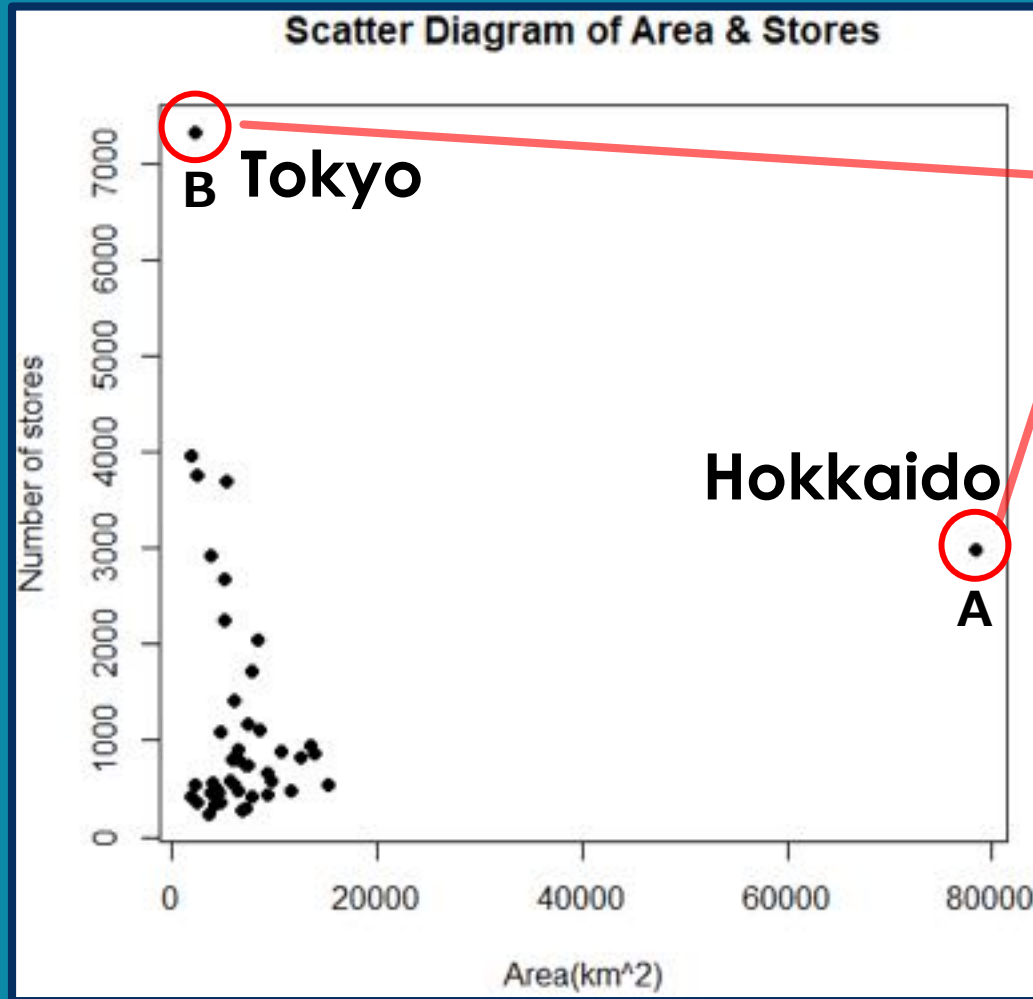 Scatter Diagram of Area & Stores
7000
6000
5000
4000
3000
2000
1000
0
Number of stores
B
Tokyo
Hokkaido
A
0 20000 40000 60000 80000
Area(km^2)